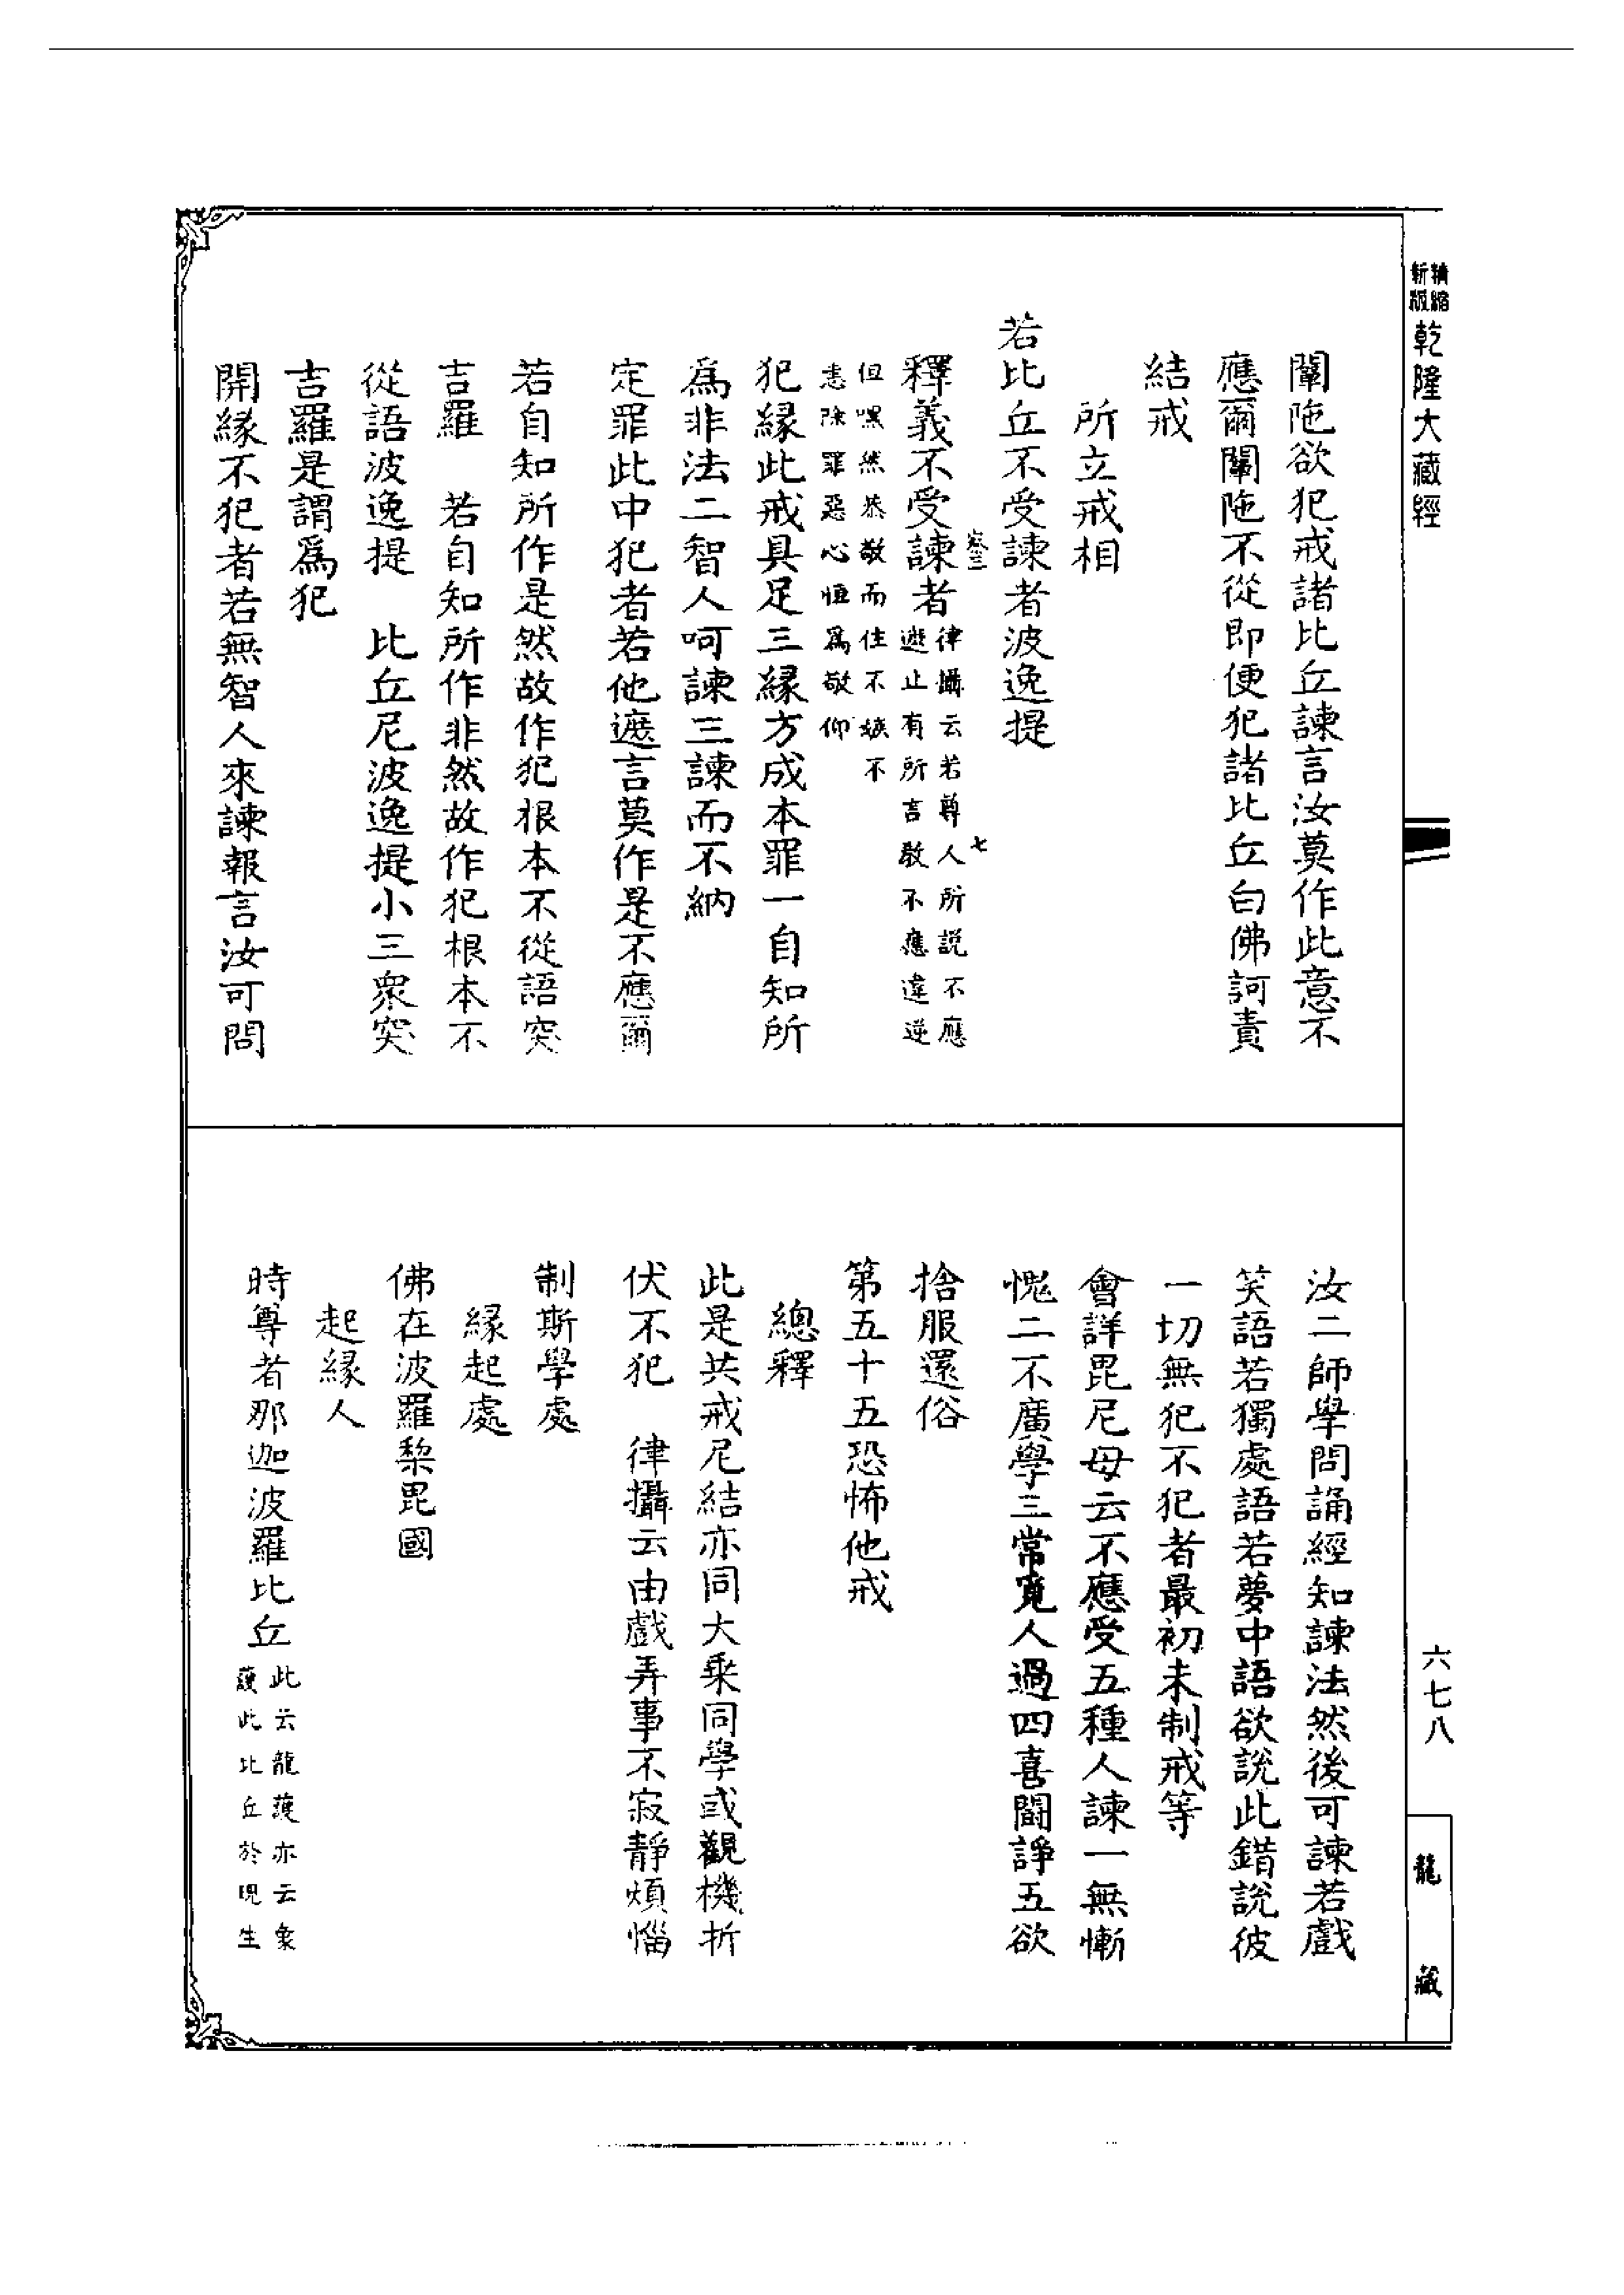 精縮
新版
乾隆大藏經
六七八
龍藏
闡陁欲犯戒諸比丘諫言汝莫作此意不
應爾闡陁不從即便犯諸比丘白佛訶責
結戒
所立戒相
若比丘不受諫者波逸提
卷三 七
釋義不受諫者
律攝云若尊人所說不應
遮止有所言教不應違逆
但嘿然恭敬而住不嫉不
恚除罪惡心恒爲敬仰
犯緣此戒具足三緣方成本罪一自知所
爲非法二智人呵諫三諫而不納
定罪此中犯者若他遮言莫作是不應爾
若自知所作是然故作犯根本不從語突
吉羅　若自知所作非然故作犯根本不
從語波逸提　比丘尼波逸提小三衆突
吉羅是謂爲犯
開緣不犯者若無智人來諫報言汝可問
汝二師學問誦經知諫法然後可諫若戲
笑語若獨處語若夢中語欲說此錯說彼
一切無犯不犯者最初未制戒等
會詳毘尼母云不應受五種人諫一無慚
愧二不廣學三常覓人過四喜鬬諍五欲
捨服還俗
第五十五恐怖他戒
總釋
此是共戒尼結亦同大乘同學或觀機折
伏不犯　律攝云由戲弄事不寂靜煩惱
制斯學處
緣起處
佛在波羅梨毘國
起緣人
時尊者那迦波羅比丘
此云龍護亦云象
護此比丘於現生